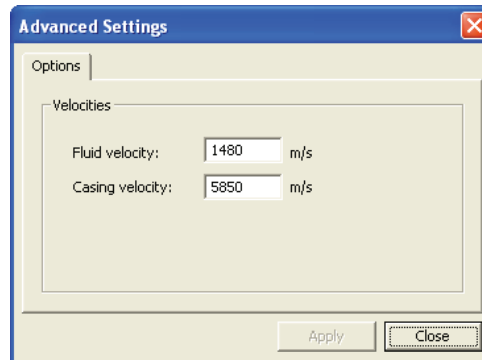 Advanced Settings
Options
Velocities
Fluid velocity: 1480 m/s
Casing velocity: 5850 m/s
Apply Close